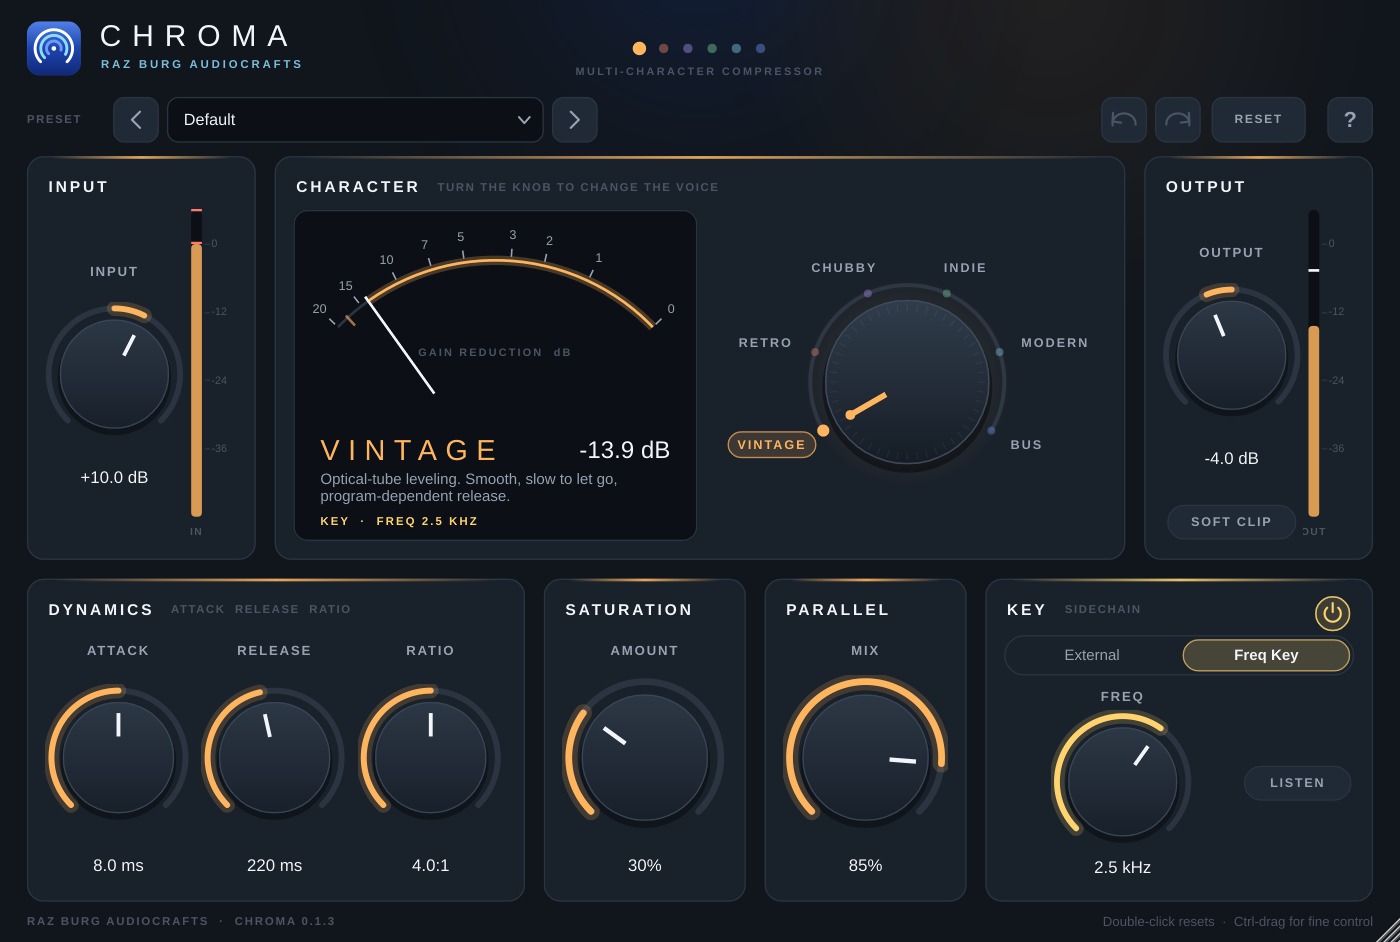 CHROMA
RAZ BURG AUDIOCRAFTS
MULTI-CHARACTER COMPRESSOR
PRESET
Default
RESET
?
INPUT
INPUT
+10.0 dB
0
-12
-24
-36
IN
CHARACTER TURN THE KNOB TO CHANGE THE VOICE
20 15 10 7 5 3 2 1 0
GAIN REDUCTION dB
VINTAGE -13.9 dB
Optical-tube leveling. Smooth, slow to let go,
program-dependent release.
KEY · FREQ 2.5 KHZ
CHUBBY INDIE
RETRO MODERN
VINTAGE BUS
OUTPUT
OUTPUT
-4.0 dB
0
-12
-24
-36
SOFT CLIP
OUT
DYNAMICS ATTACK RELEASE RATIO
ATTACK RELEASE RATIO
8.0 ms 220 ms 4.0:1
SATURATION
AMOUNT
30%
PARALLEL
MIX
85%
KEY SIDECHAIN
External Freq Key
FREQ
LISTEN
2.5 kHz
RAZ BURG AUDIOCRAFTS · CHROMA 0.1.3
Double-click resets · Ctrl-drag for fine control